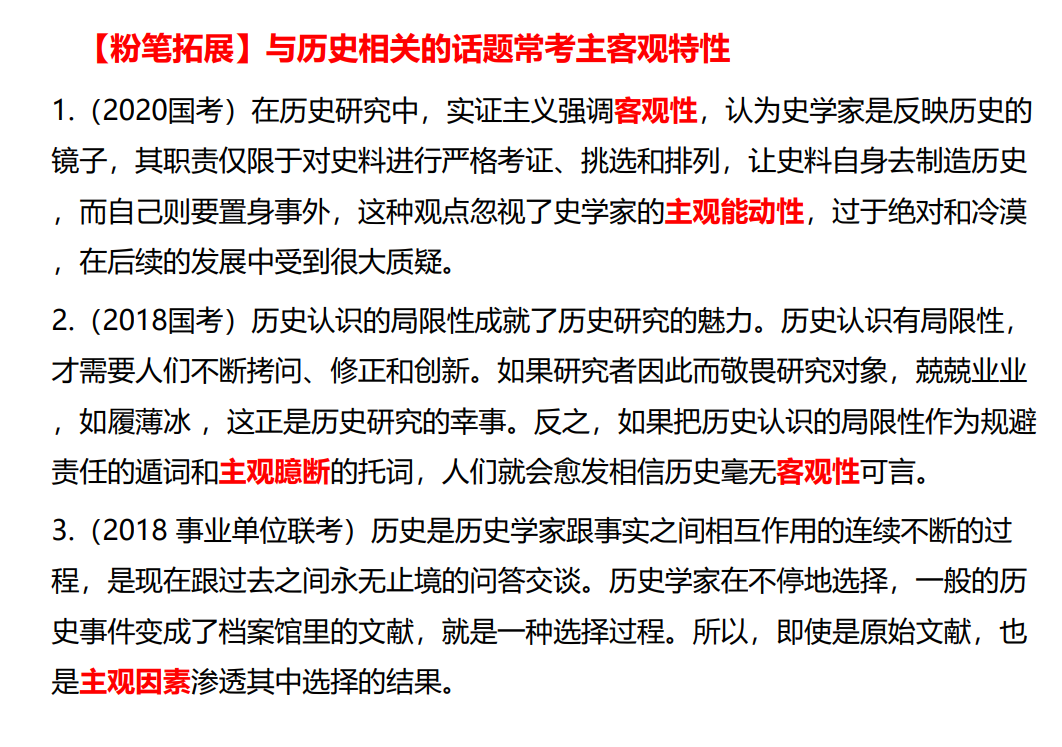 【粉笔拓展】与历史相关的话题常考主客观特性
1.（2020国考）在历史研究中，实证主义强调客观性，认为史学家是反映历史的
镜子，其职责仅限于对史料进行严格考证、挑选和排列，让史料自身去制造历史
，而自己则要置身事外，这种观点忽视了史学家的主观能动性，过于绝对和冷漠
，在后续的发展中受到很大质疑。
2.（2018国考）历史认识的局限性成就了历史研究的魅力。历史认识有局限性，
才需要人们不断拷问、修正和创新。如果研究者因此而敬畏研究对象，兢兢业业
，如履薄冰 ，这正是历史研究的幸事。反之，如果把历史认识的局限性作为规避
责任的遁词和主观臆断的托词，人们就会愈发相信历史毫无客观性可言。
3.（2018 事业单位联考）历史是历史学家跟事实之间相互作用的连续不断的过
程，是现在跟过去之间永无止境的问答交谈。历史学家在不停地选择，一般的历
史事件变成了档案馆里的文献，就是一种选择过程。所以，即使是原始文献，也
是主观因素渗透其中选择的结果。